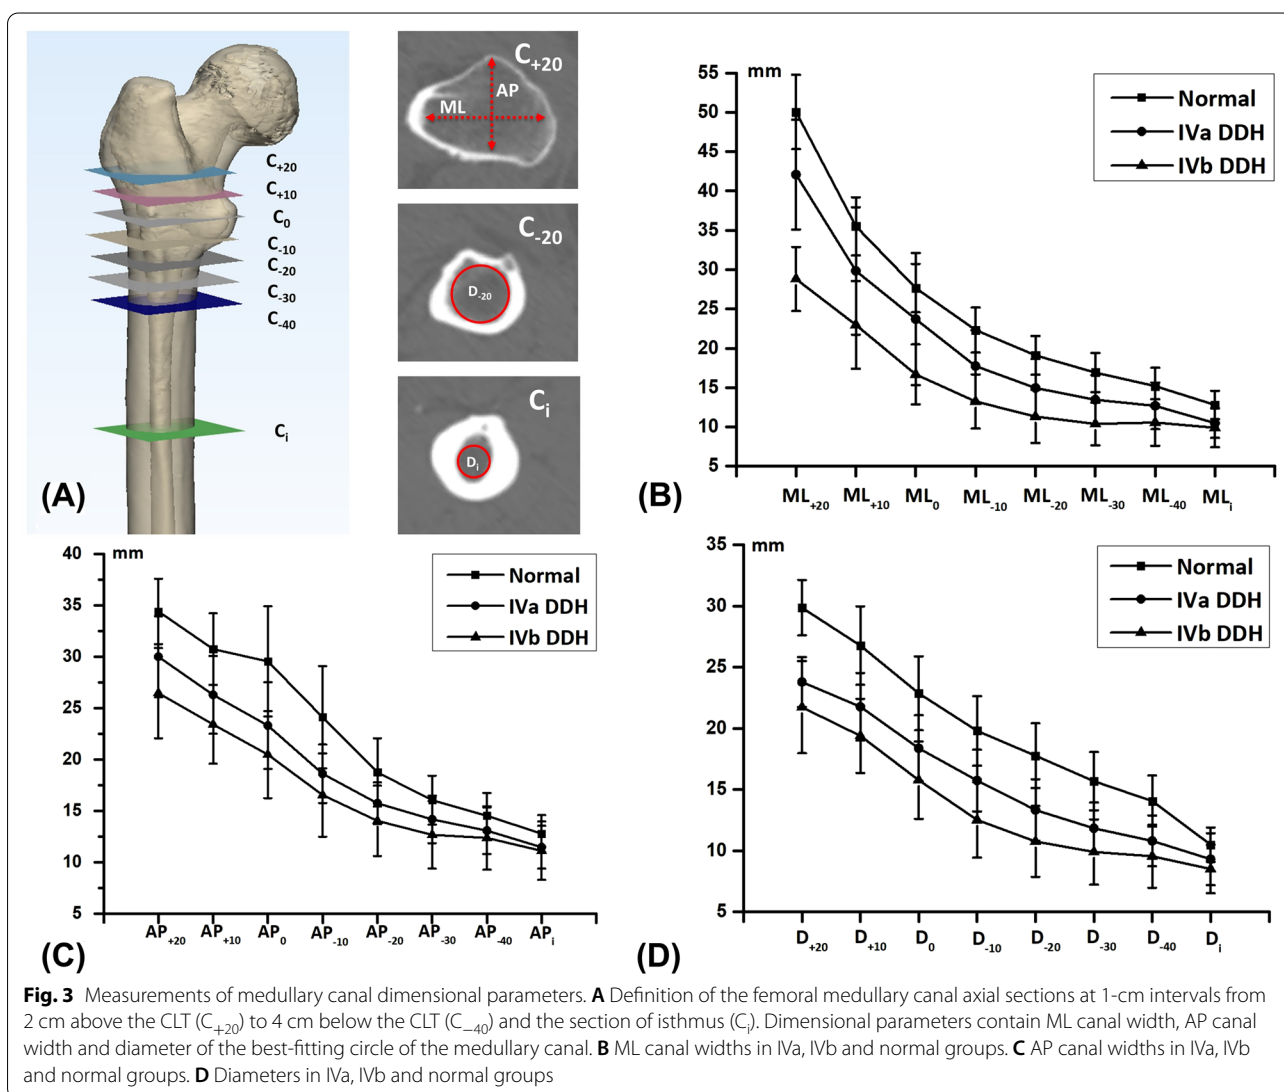 C+20
C+10
C0
C-10
C-20
C-30
C-40
Ci
(A)
C+20
AP
ML
C-20
D-20
Ci
Di
mm
55
50
45
40
35
30
25
20
15
10
5
Normal
IVa DDH
IVb DDH
ML+20 ML+10 ML0 ML-10 ML-20 ML-30 ML-40 MLi
(B)
mm
40
35
30
25
20
15
10
5
Normal
IVa DDH
IVb DDH
AP+20 AP+10 AP0 AP-10 AP-20 AP-30 AP-40 APi
(C)
mm
35
30
25
20
15
10
5
Normal
IVa DDH
IVb DDH
D+20 D+10 D0 D-10 D-20 D-30 D-40 Di
(D)
Fig. 3 Measurements of medullary canal dimensional parameters. A Definition of the femoral medullary canal axial sections at 1-cm intervals from
2 cm above the CLT (C+20) to 4 cm below the CLT (C−40) and the section of isthmus (Ci). Dimensional parameters contain ML canal width, AP canal
width and diameter of the best-fitting circle of the medullary canal. B ML canal widths in IVa, IVb and normal groups. C AP canal widths in IVa, IVb
and normal groups. D Diameters in IVa, IVb and normal groups